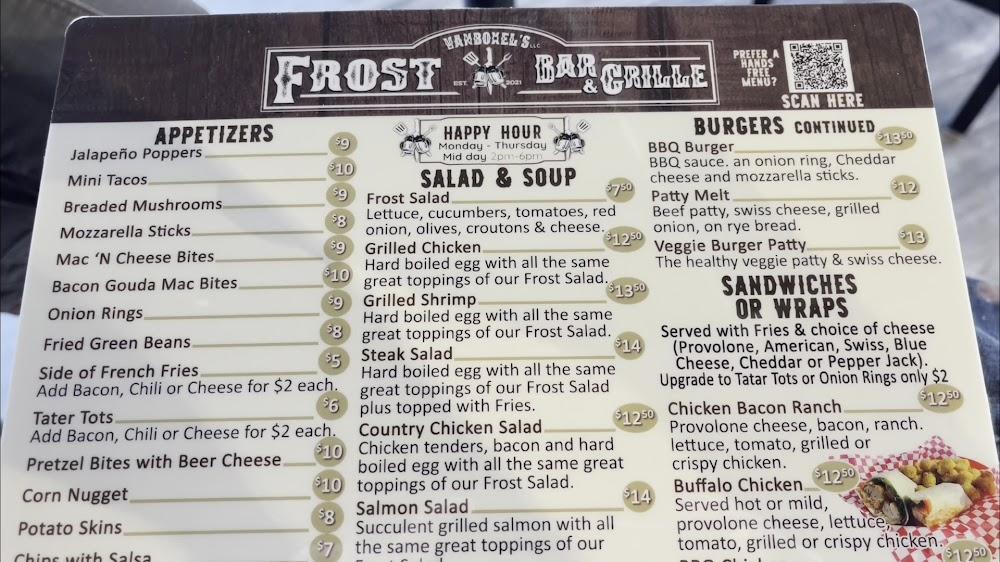 VANBOXEL'S LLC
FROST BAR & GRILLE
EST. 2021
PREFER A
HANDS
FREE
MENU?
SCAN HERE
APPETIZERS
Jalapeño Poppers $9
Mini Tacos $10
Breaded Mushrooms $9
Mozzarella Sticks $8
Mac 'N Cheese Bites $9
Bacon Gouda Mac Bites $10
Onion Rings $9
Fried Green Beans $8
Side of French Fries $5
Add Bacon, Chili or Cheese for $2 each.
Tater Tots $6
Add Bacon, Chili or Cheese for $2 each.
Pretzel Bites with Beer Cheese $10
Corn Nugget $10
Potato Skins $8
Chips with Salsa $7
HAPPY HOUR
Monday - Thursday
Mid day 2pm-6pm
SALAD & SOUP
Frost Salad $7.50
Lettuce, cucumbers, tomatoes, red
onion, olives, croutons & cheese.
Grilled Chicken $12.50
Hard boiled egg with all the same
great toppings of our Frost Salad.
Grilled Shrimp $13.50
Hard boiled egg with all the same
great toppings of our Frost Salad.
Steak Salad $14
Hard boiled egg with all the same
great toppings of our Frost Salad
plus topped with Fries.
Country Chicken Salad $12.50
Chicken tenders, bacon and hard
boiled egg with all the same great
toppings of our Frost Salad.
Salmon Salad $14
Succulent grilled salmon with all
the same great toppings of our
Frost Salad
BURGERS CONTINUED
BBQ Burger $13.50
BBQ sauce. an onion ring, Cheddar
cheese and mozzarella sticks.
Patty Melt $12
Beef patty, swiss cheese, grilled
onion, on rye bread.
Veggie Burger Patty $13
The healthy veggie patty & swiss cheese.
SANDWICHES
OR WRAPS
Served with Fries & choice of cheese
(Provolone, American, Swiss, Blue
Cheese, Cheddar or Pepper Jack).
Upgrade to Tatar Tots or Onion Rings only $2
Chicken Bacon Ranch $12.50
Provolone cheese, bacon, ranch.
lettuce, tomato, grilled or
crispy chicken.
Buffalo Chicken $12.50
Served hot or mild,
provolone cheese, lettuce,
tomato, grilled or crispy chicken.
BBQ Chicken $12.50